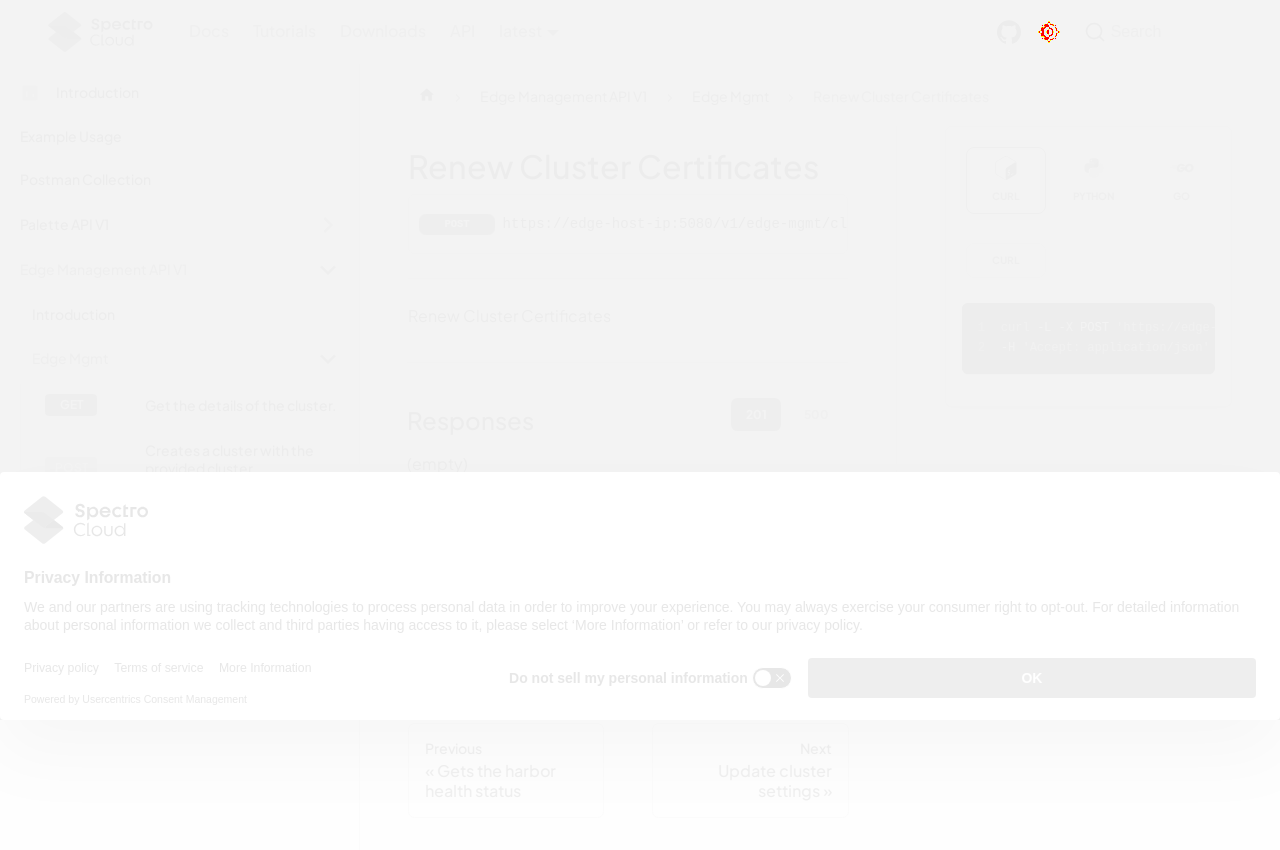 Spectro Cloud
Docs
Tutorials
Downloads
API
latest
Search
Introduction
Example Usage
Postman Collection
Palette API V1
Edge Management API V1
Introduction
Edge Mgmt
GET
Get the details of the cluster.
Creates a cluster with the
provided cluster
Edge Management API V1
Edge Mgmt
Renew Cluster Certificates
Renew Cluster Certificates
POST
https://edge-host-ip:5080/v1/edge-mgmt/cl
Renew Cluster Certificates
Responses
201
(empty)
CURL
PYTHON
GO
CURL
Spectro
Cloud
Privacy Information
We and our partners are using tracking technologies to process personal data in order to improve your experience. You may always exercise your consumer right to opt-out. For detailed information
about personal information we collect and third parties having access to it, please select 'More Information' or refer to our privacy policy.
Privacy policy
Terms of service
More Information
Powered by Usercentrics Consent Management
Do not sell my personal information
OK
Previous
« Gets the harbor
health status
Next
Update cluster
settings »